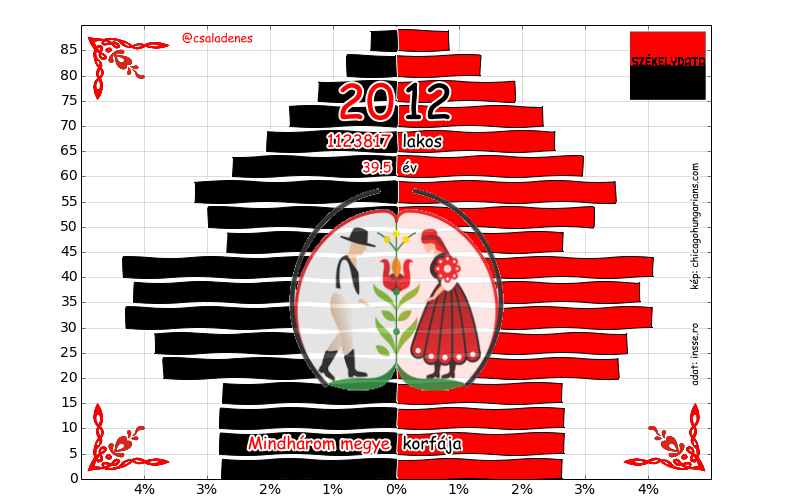 @csaladenes
SZÉKELYDATA
2012
1123817 lakos
39.5 év
kép: chicagohungarians.com
adat: insse.ro
Mindhárom megye korfája
85
80
75
70
65
60
55
50
45
40
35
30
25
20
15
10
5
0
4% 3% 2% 1% 0% 1% 2% 3% 4%